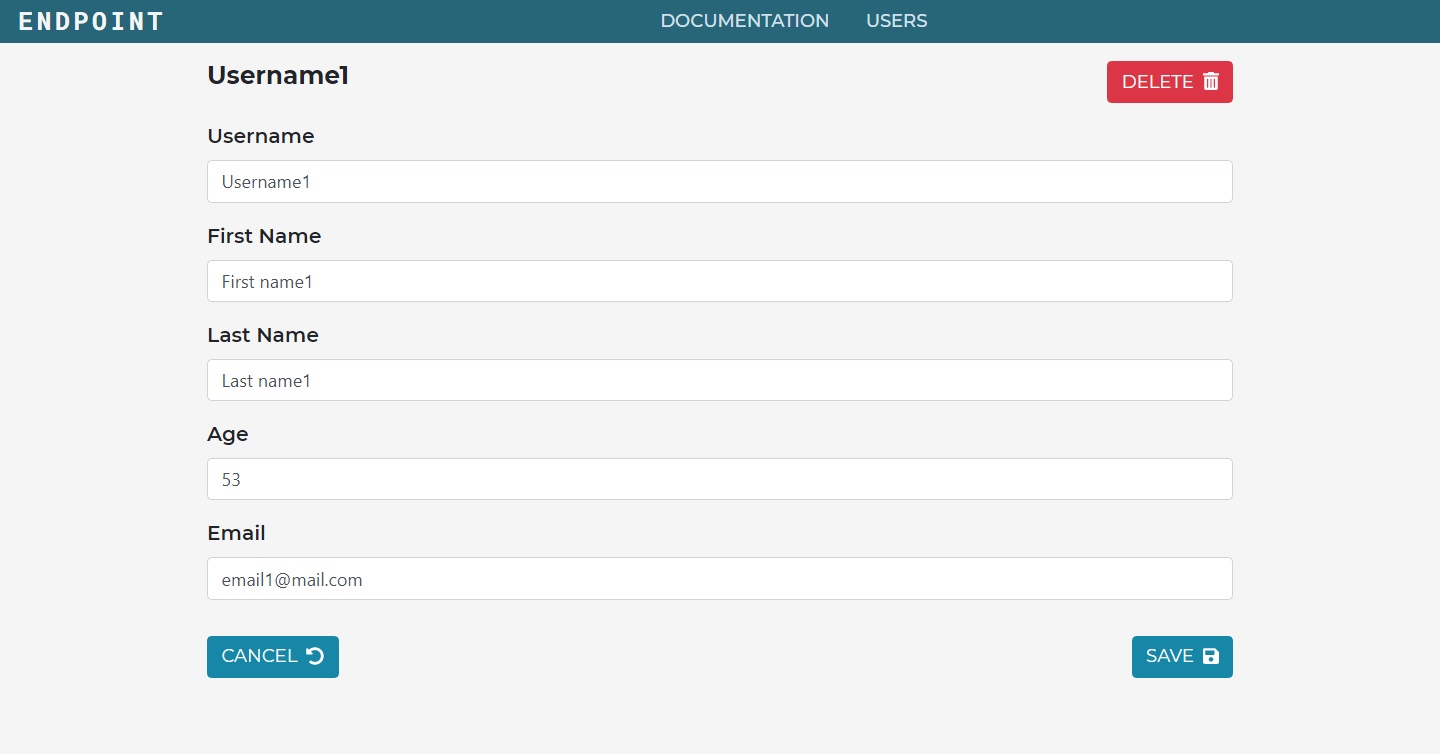 ENDPOINT DOCUMENTATION USERS
Username1 DELETE
Username
Username1
First Name
First name1
Last Name
Last name1
Age
53
Email
email1@mail.com
CANCEL SAVE